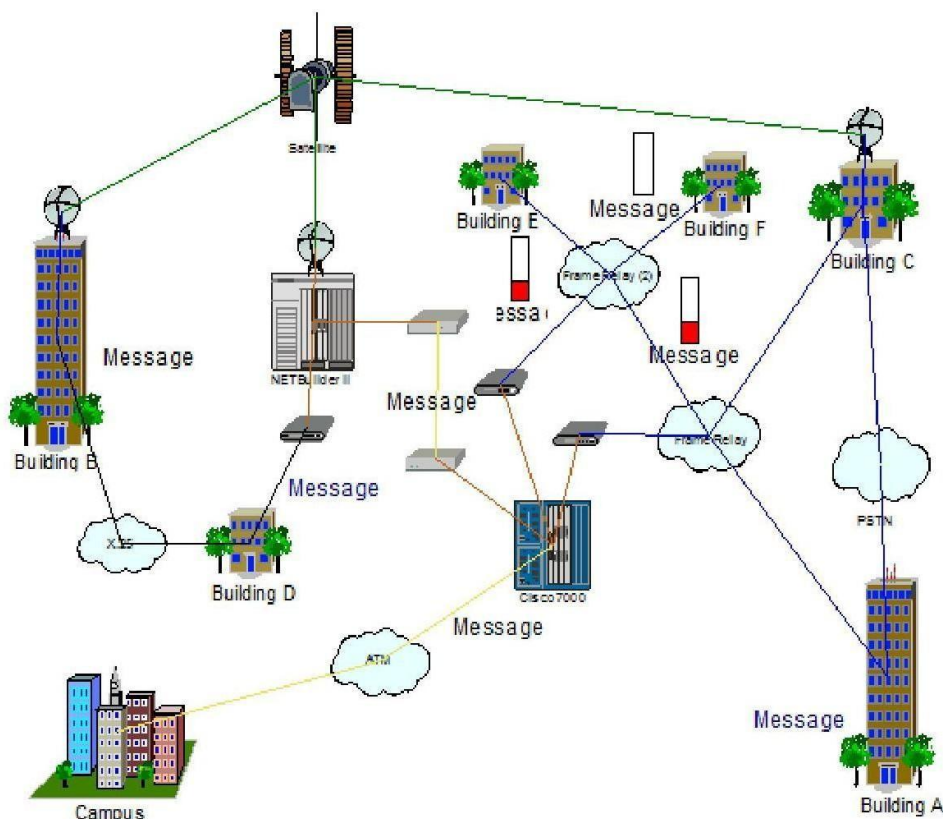 Satellite
Building E
Message
Building F
Building C
Frame Relay (2)
essa
Message
NETBuilder II
Message
Message
Building B
Frame Relay
Message
X.25
PSTN
Building D
Cisco7000
Message
ATM
Message
Campus
Building A